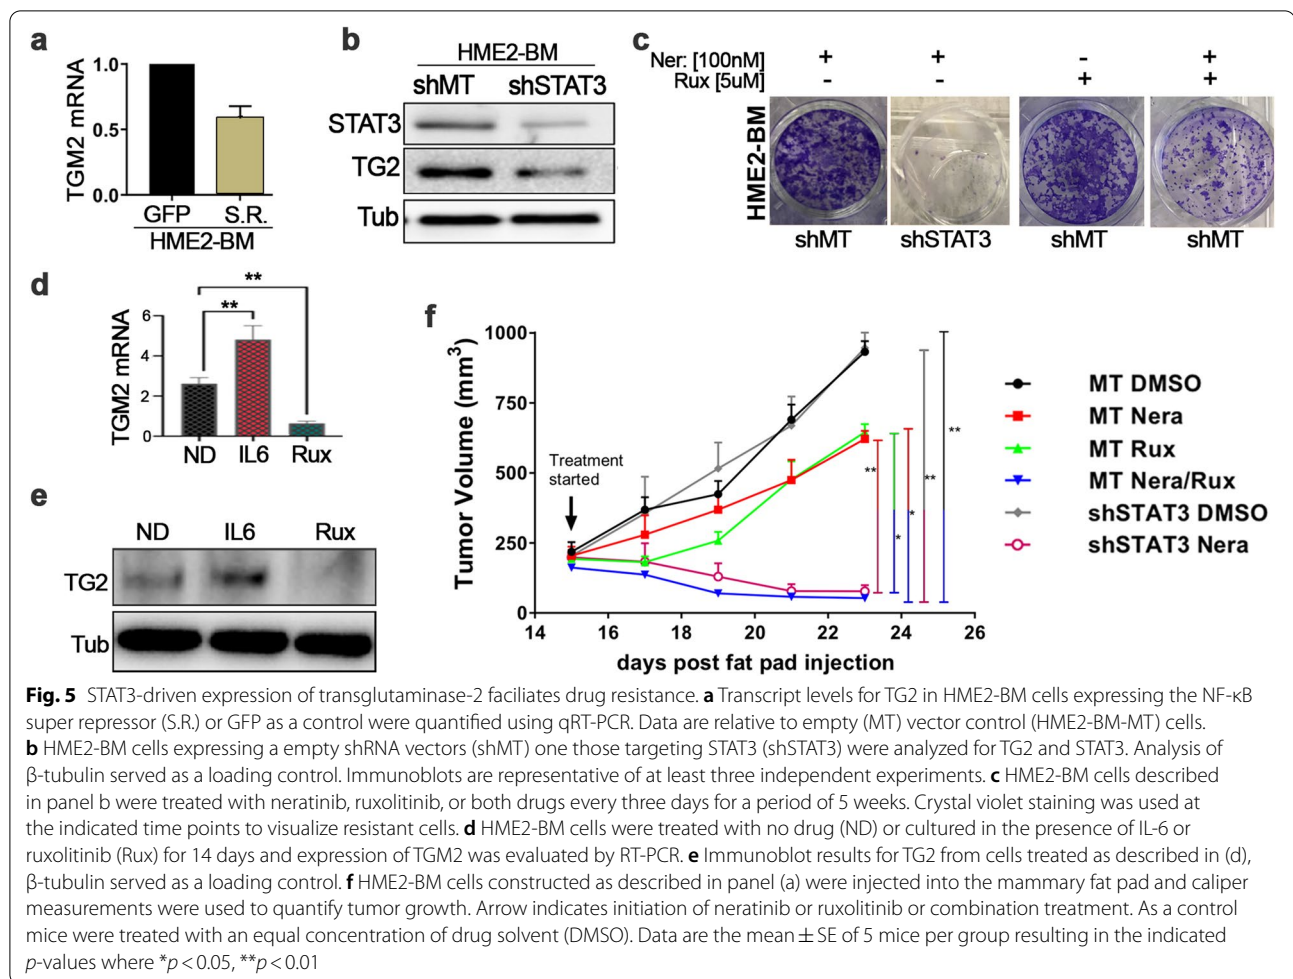 a
TGM2 mRNA
1.0
0.5
0.0
GFP
S.R.
HME2-BM
b
HME2-BM
shMT
shSTAT3
STAT3
TG2
Tub
c
Ner: [100nM] + + - +
Rux [5uM] - - + +
HME2-BM
shMT
shSTAT3
shMT
shMT
d
TGM2 mRNA
6
4
2
0
**
**
ND
IL6
Rux
e
ND
IL6
Rux
TG2
Tub
f
Tumor Volume (mm³)
1000
750
500
250
0
Treatment
started
14
16
18
20
22
24
26
days post fat pad injection
**
*
*
**
**
MT DMSO
MT Nera
MT Rux
MT Nera/Rux
shSTAT3 DMSO
shSTAT3 Nera
Fig. 5 STAT3-driven expression of transglutaminase-2 faciliates drug resistance. a Transcript levels for TG2 in HME2-BM cells expressing the NF-κB
super repressor (S.R.) or GFP as a control were quantified using qRT-PCR. Data are relative to empty (MT) vector control (HME2-BM-MT) cells.
b HME2-BM cells expressing a empty shRNA vectors (shMT) one those targeting STAT3 (shSTAT3) were analyzed for TG2 and STAT3. Analysis of
β-tubulin served as a loading control. Immunoblots are representative of at least three independent experiments. c HME2-BM cells described
in panel b were treated with neratinib, ruxolitinib, or both drugs every three days for a period of 5 weeks. Crystal violet staining was used at
the indicated time points to visualize resistant cells. d HME2-BM cells were treated with no drug (ND) or cultured in the presence of IL-6 or
ruxolitinib (Rux) for 14 days and expression of TGM2 was evaluated by RT-PCR. e Immunoblot results for TG2 from cells treated as described in (d),
β-tubulin served as a loading control. f HME2-BM cells constructed as described in panel (a) were injected into the mammary fat pad and caliper
measurements were used to quantify tumor growth. Arrow indicates initiation of neratinib or ruxolitinib or combination treatment. As a control
mice were treated with an equal concentration of drug solvent (DMSO). Data are the mean ± SE of 5 mice per group resulting in the indicated
p-values where *p < 0.05, **p < 0.01